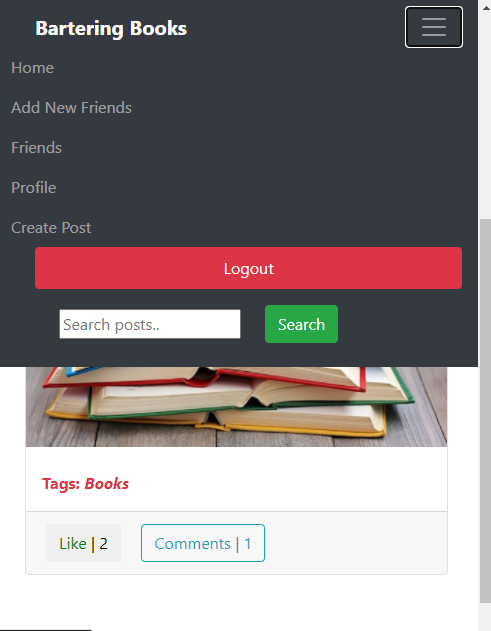 Bartering Books
Home
Add New Friends
Friends
Profile
Create Post
Logout
Search posts.. Search
Tags: Books
Like | 2 Comments | 1